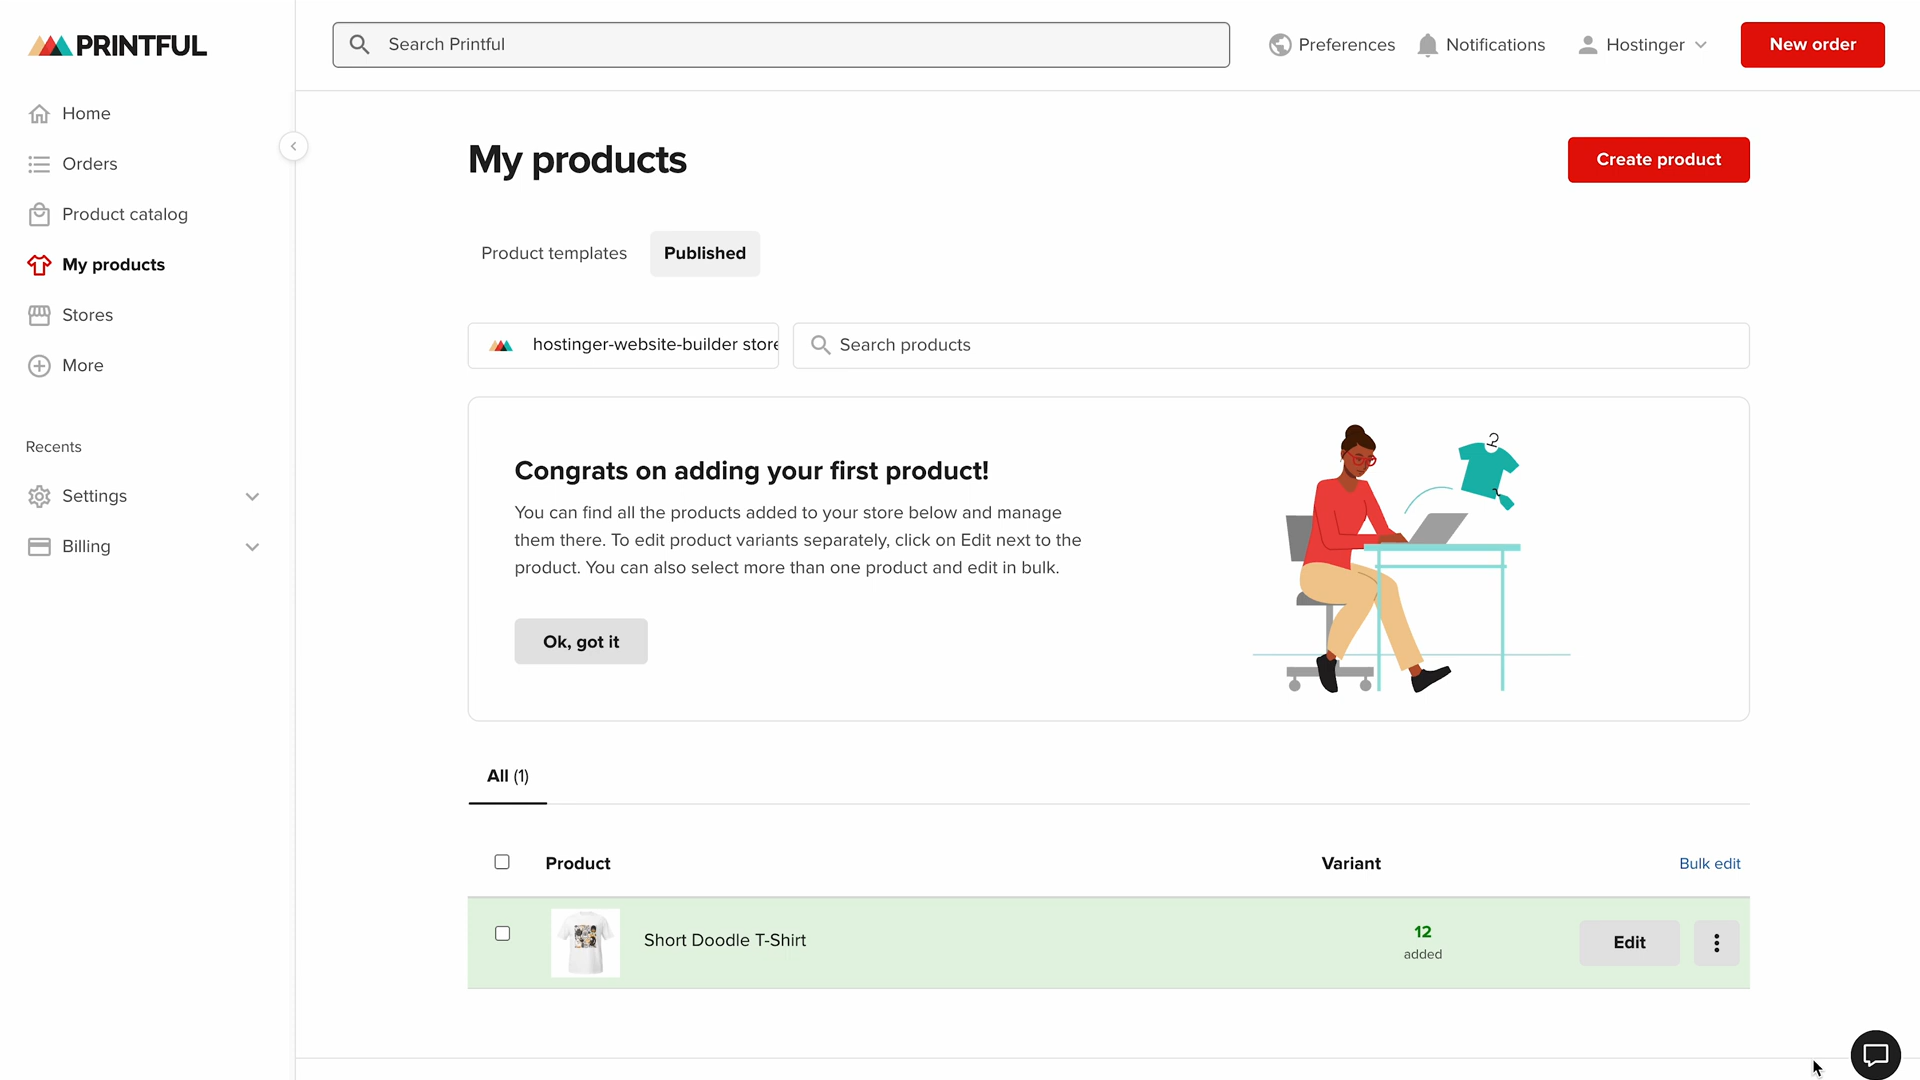 PRINTFUL
Search Printful
Preferences
Notifications
Hostinger
New order
Home
Orders
Product catalog
My products
Stores
More
Recents
Settings
Billing
My products
Create product
Product templates
Published
hostinger-website-builder store
Search products
Congrats on adding your first product!
You can find all the products added to your store below and manage
them there. To edit product variants separately, click on Edit next to the
product. You can also select more than one product and edit in bulk.
Ok, got it
All (1)
Product
Variant
Bulk edit
Short Doodle T-Shirt
12
added
Edit